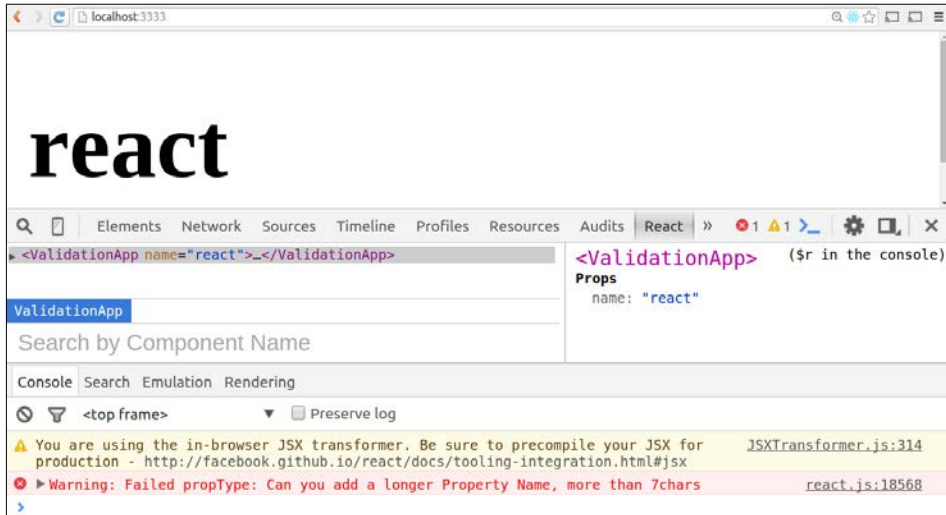 localhost:3333
react
Elements Network Sources Timeline Profiles Resources Audits React » 1 1
<ValidationApp name="react">…</ValidationApp>
ValidationApp
Search by Component Name
<ValidationApp> ($r in the console)
Props
name: "react"
Console Search Emulation Rendering
<top frame> ▼ Preserve log
You are using the in-browser JSX transformer. Be sure to precompile your JSX for JSXTransformer.js:314
production - http://facebook.github.io/react/docs/tooling-integration.html#jsx
Warning: Failed propType: Can you add a longer Property Name, more than 7chars react.js:18568